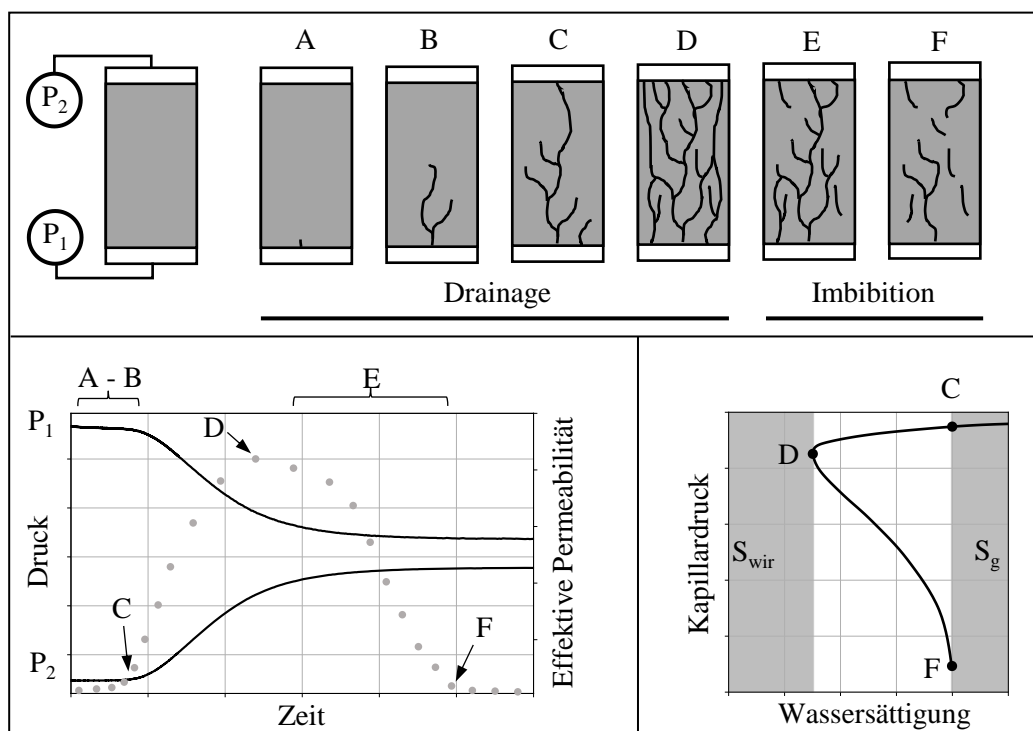 A B C D E F
P2
P1
Drainage Imbibition
A - B E
P1
D
Druck
C
F
P2
Zeit
Effektive Permeabilität
C
D
Swir
Sg
Kapillardruck
F
Wassersättigung